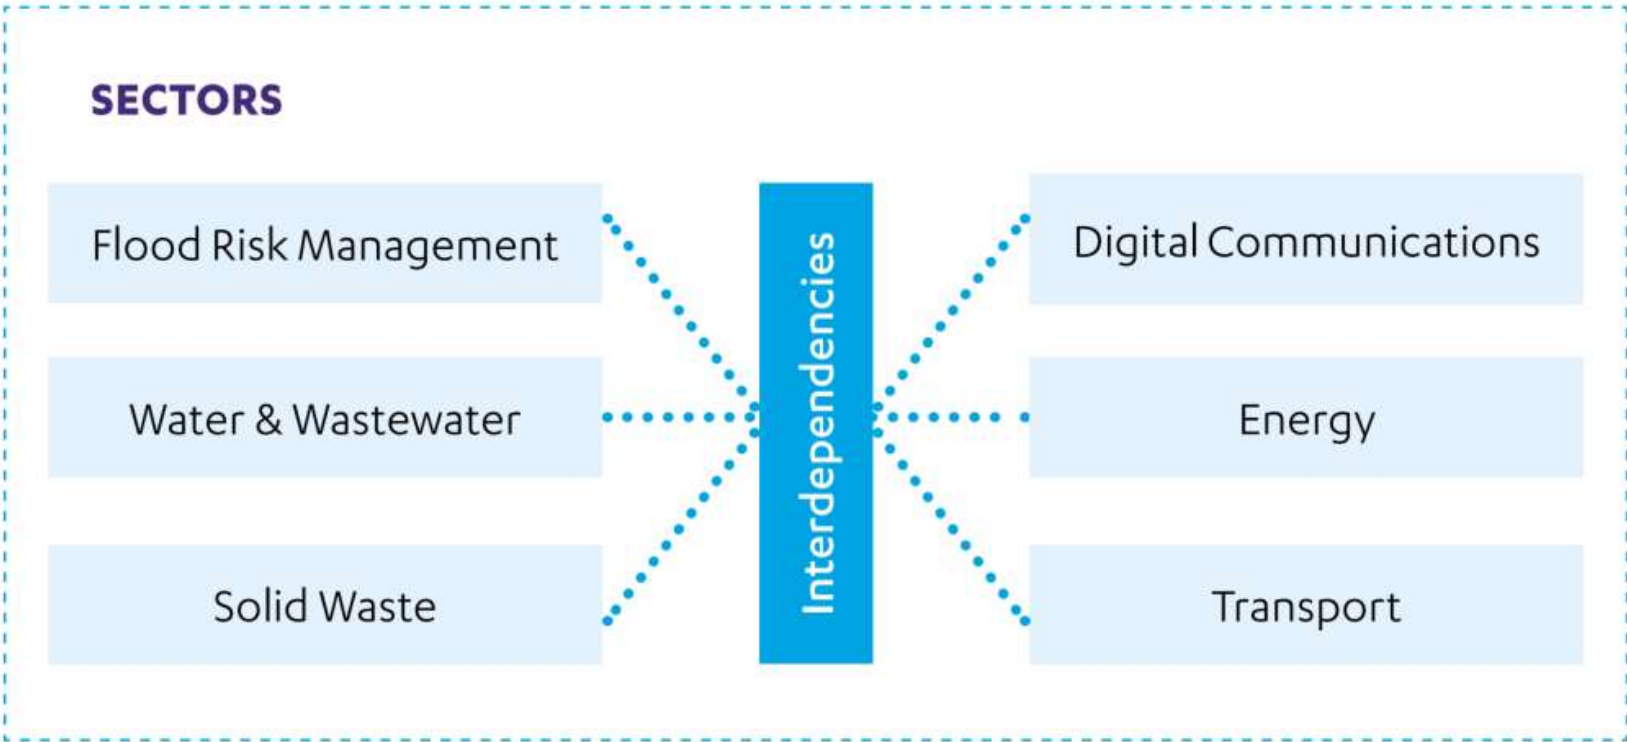 SECTORS
Flood Risk Management
Water & Wastewater
Solid Waste
Interdependencies
Digital Communications
Energy
Transport